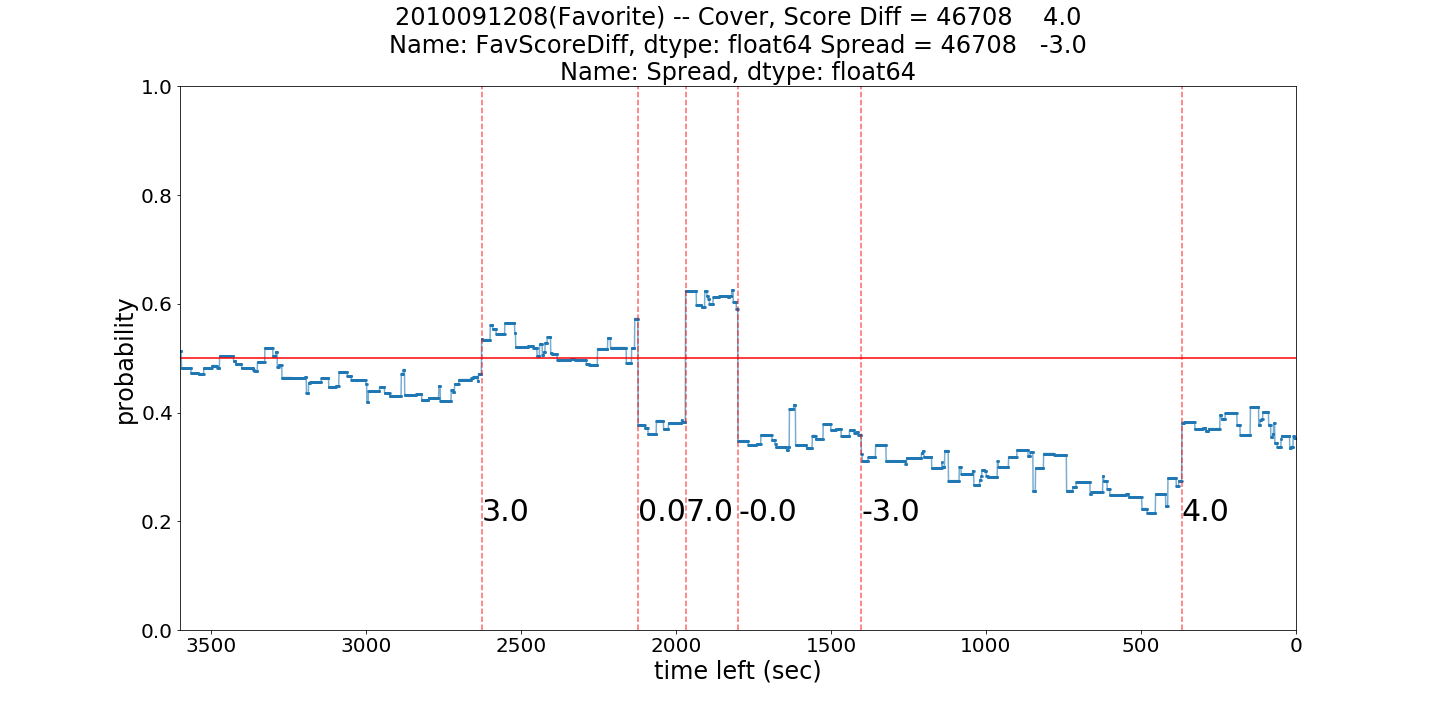 2010091208(Favorite) -- Cover, Score Diff = 46708    4.0
Name: FavScoreDiff, dtype: float64 Spread = 46708   -3.0
Name: Spread, dtype: float64
1.0
0.8
0.6
0.4
0.2
0.0
probability
3.0
0.0
7.0
-0.0
-3.0
4.0
3500 3000 2500 2000 1500 1000 500 0
time left (sec)